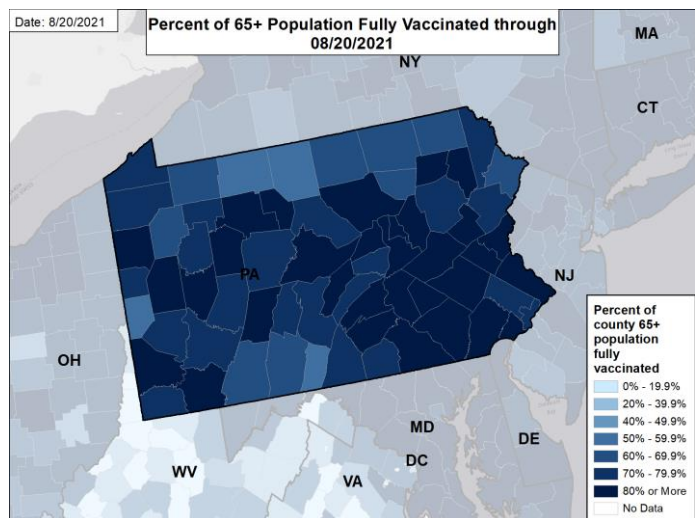 Date: 8/20/2021
Percent of 65+ Population Fully Vaccinated through
08/20/2021
MA
NY
CT
PA
NJ
OH
MD
DE
DC
WV
VA
Percent of
county 65+
population
fully
vaccinated
0% - 19.9%
20% - 39.9%
40% - 49.9%
50% - 59.9%
60% - 69.9%
70% - 79.9%
80% or More
No Data